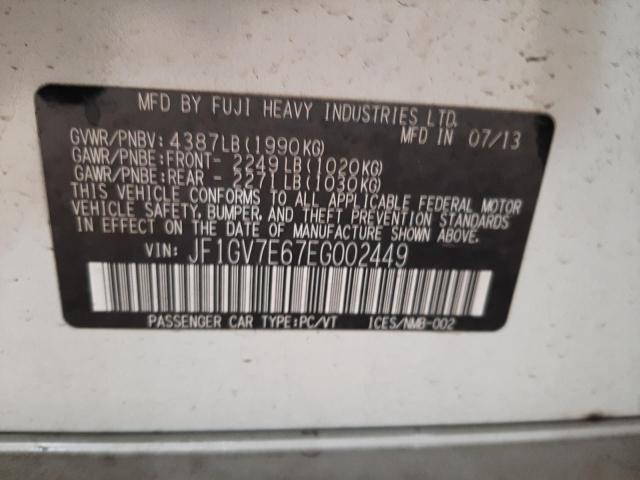 MFD BY FUJI HEAVY INDUSTRIES LTD.
MFD IN 07/13
GVWR/PNBV: 4387LB(1990KG)
GAWR/PNBE:FRONT- 2249LB(1020KG)
GAWR/PNBE:REAR - 2271LB(1030KG)
THIS VEHICLE CONFORMS TO ALL APPLICABLE FEDERAL MOTOR
VEHICLE SAFETY, BUMPER, AND THEFT PREVENTION STANDARDS
IN EFFECT ON THE DATE OF MANUFACTURE SHOWN ABOVE.
VIN: JF1GV7E67EG002449
PASSENGER CAR TYPE:PC/VT 1CES/NMB-002